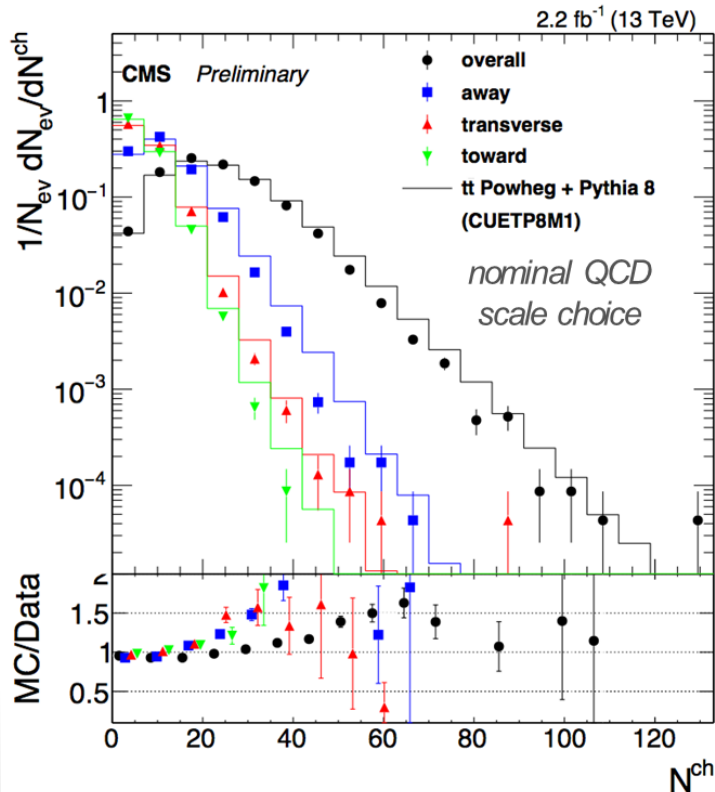 2.2 fb⁻¹ (13 TeV)
CMS Preliminary
overall
away
transverse
toward
tt Powheg + Pythia 8
(CUETP8M1)
nominal QCD
scale choice
1/N_ev dN_ev/dN^ch
1
10⁻¹
10⁻²
10⁻³
10⁻⁴
MC/Data
2
1.5
1
0.5
0 20 40 60 80 100 120
N^ch